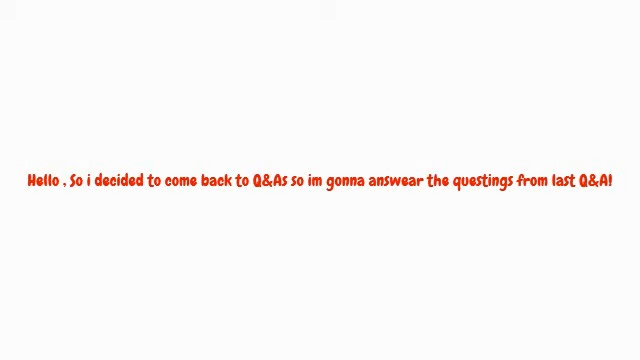 Hello , So i decided to come back to Q&As so im gonna answear the questings from last Q&A!